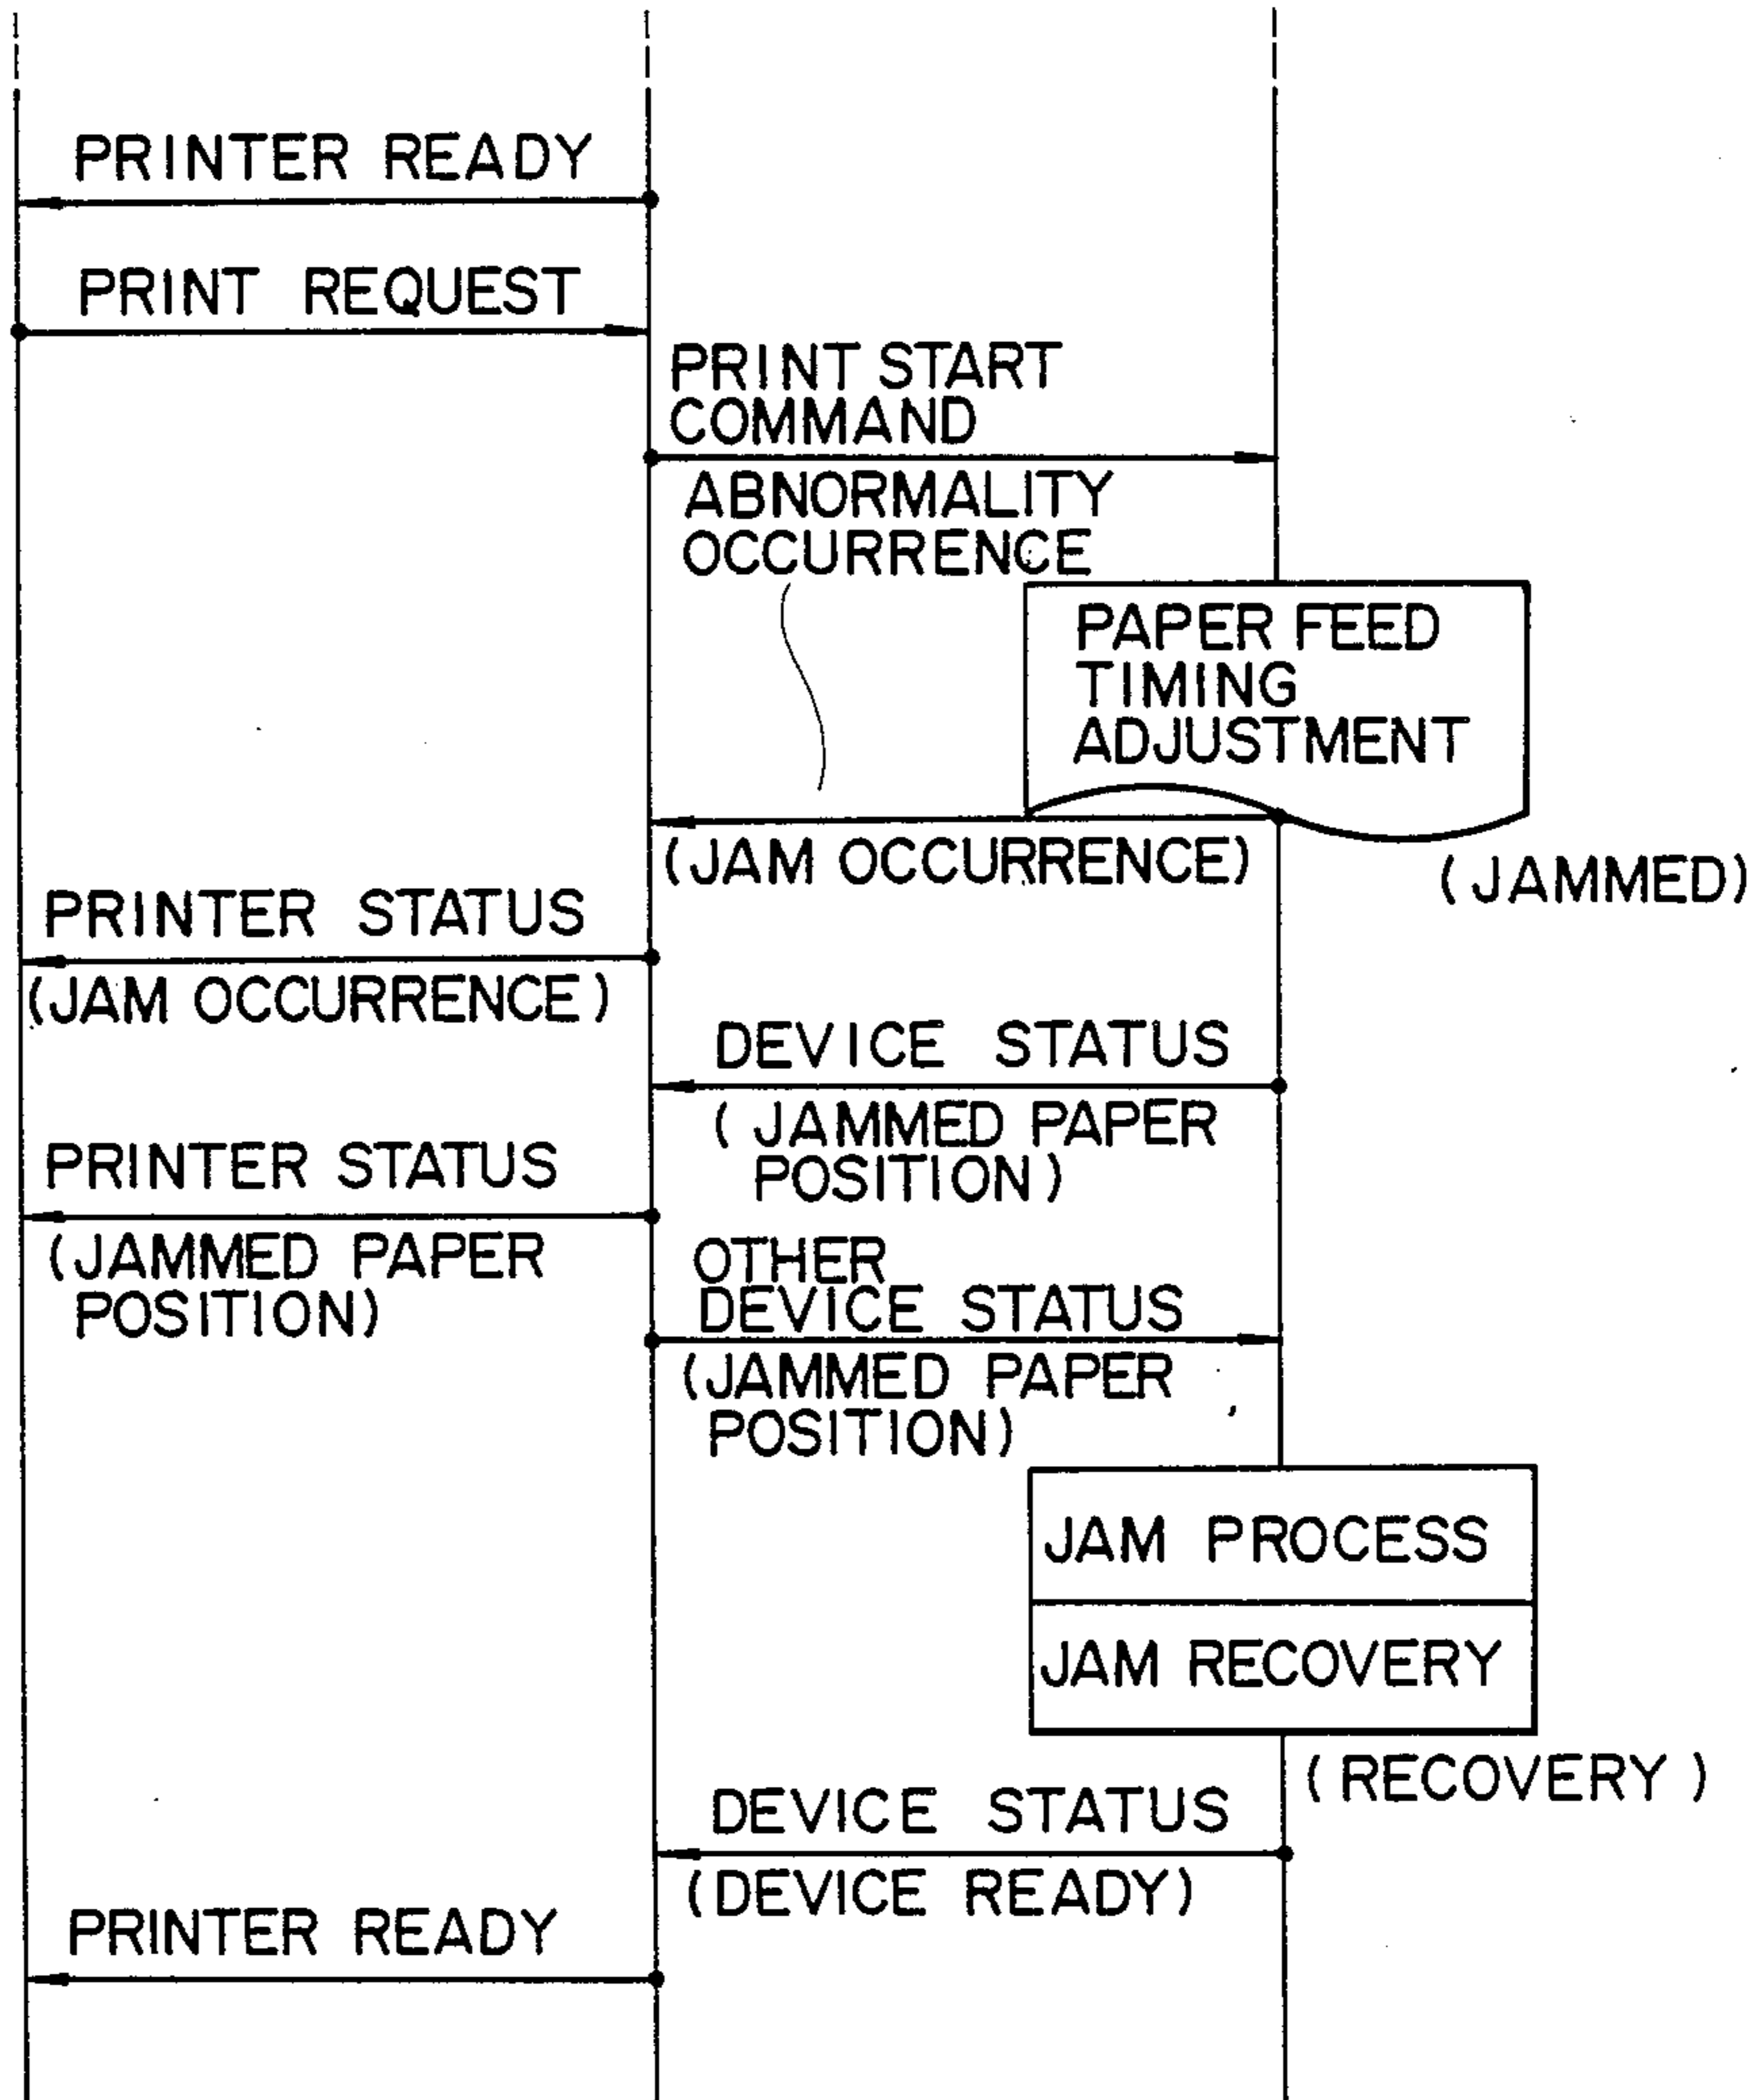 PRINTER READY
PRINT REQUEST
PRINT START
COMMAND
ABNORMALITY
OCCURRENCE
PAPER FEED
TIMING
ADJUSTMENT
(JAM OCCURRENCE)
(JAMMED)
PRINTER STATUS
(JAM OCCURRENCE)
DEVICE STATUS
(JAMMED PAPER
POSITION)
PRINTER STATUS
(JAMMED PAPER
POSITION)
OTHER
DEVICE STATUS
(JAMMED PAPER
POSITION)
JAM PROCESS
JAM RECOVERY
(RECOVERY)
DEVICE STATUS
(DEVICE READY)
PRINTER READY